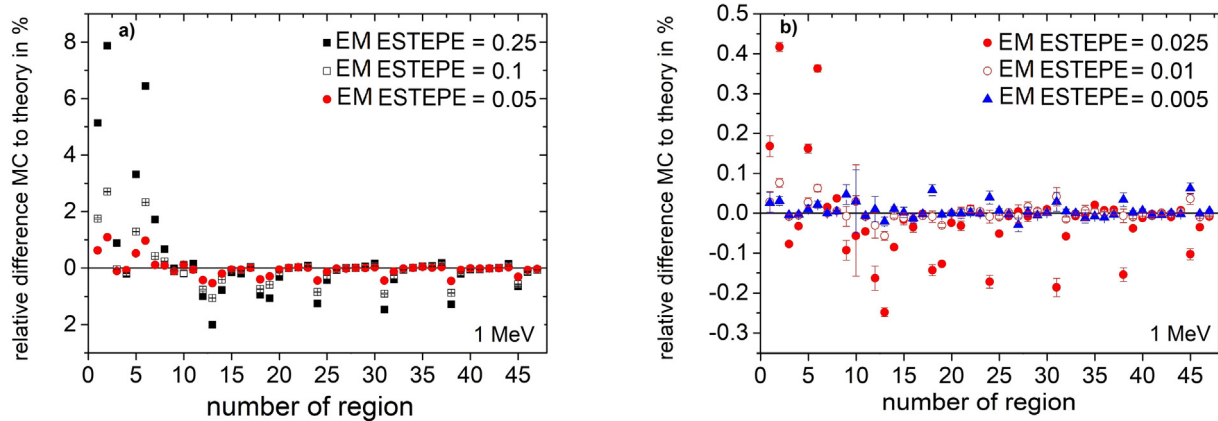 a)
EM ESTEPE = 0.25
EM ESTEPE = 0.1
EM ESTEPE = 0.05
relative difference MC to theory in %
8
6
4
2
0
2
1 MeV
0 5 10 15 20 25 30 35 40 45
number of region
b)
EM ESTEPE = 0.025
EM ESTEPE = 0.01
EM ESTEPE = 0.005
relative difference MC to theory in %
0.5
0.4
0.3
0.2
0.1
0.0
-0.1
-0.2
-0.3
1 MeV
0 5 10 15 20 25 30 35 40 45
number of region